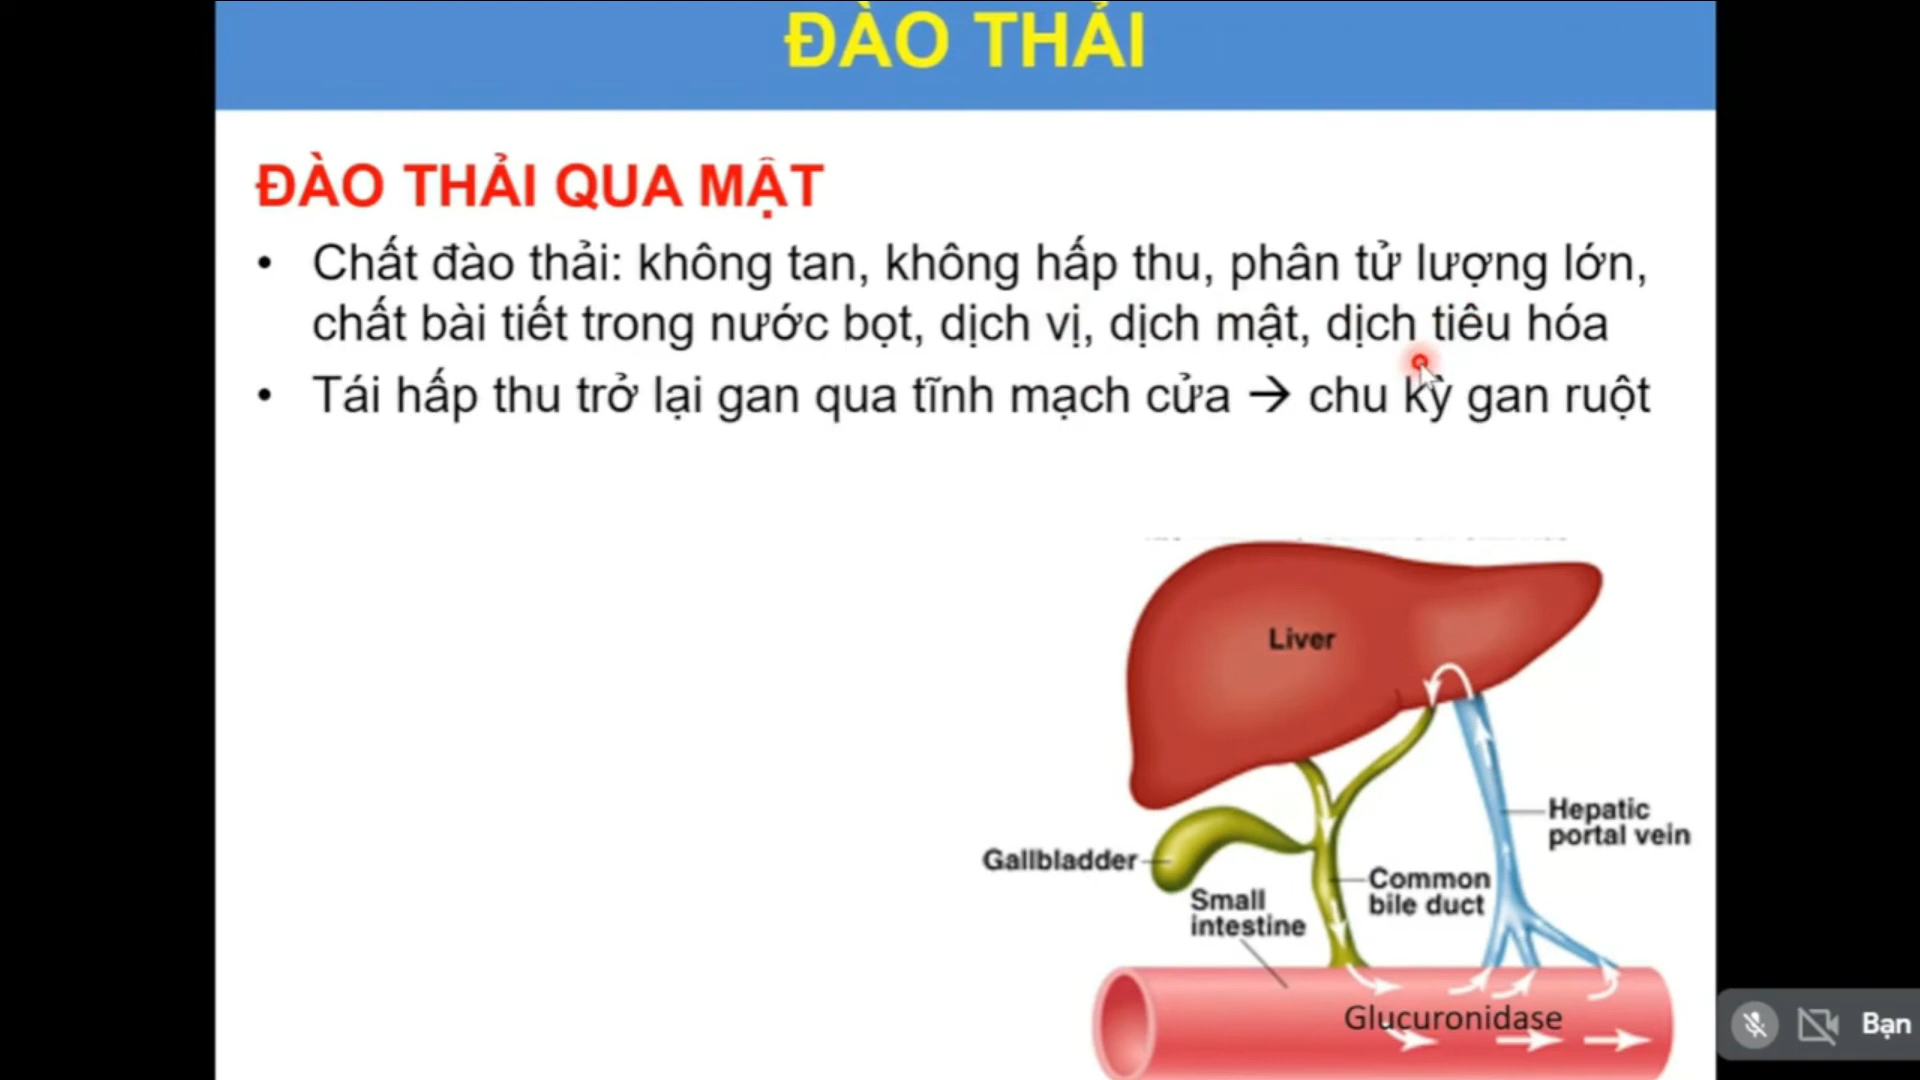 ĐÀO THẢI
ĐÀO THẢI QUA MẬT
• Chất đào thải: không tan, không hấp thu, phân tử lượng lớn,
chất bài tiết trong nước bọt, dịch vị, dịch mật, dịch tiêu hóa
• Tái hấp thu trở lại gan qua tĩnh mạch cửa → chu kỳ gan ruột
Liver
Hepatic
portal vein
Gallbladder
Common
bile duct
Small
intestine
Glucuronidase
Bạn